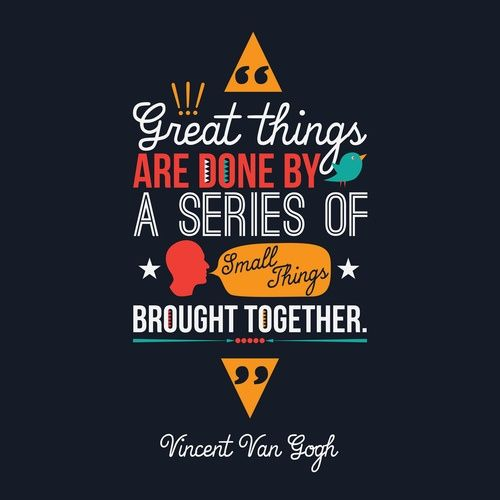 “
!!!
Great things
ARE DONE BY
A SERIES OF
Small
Things
BROUGHT TOGETHER.
”
Vincent Van Gogh